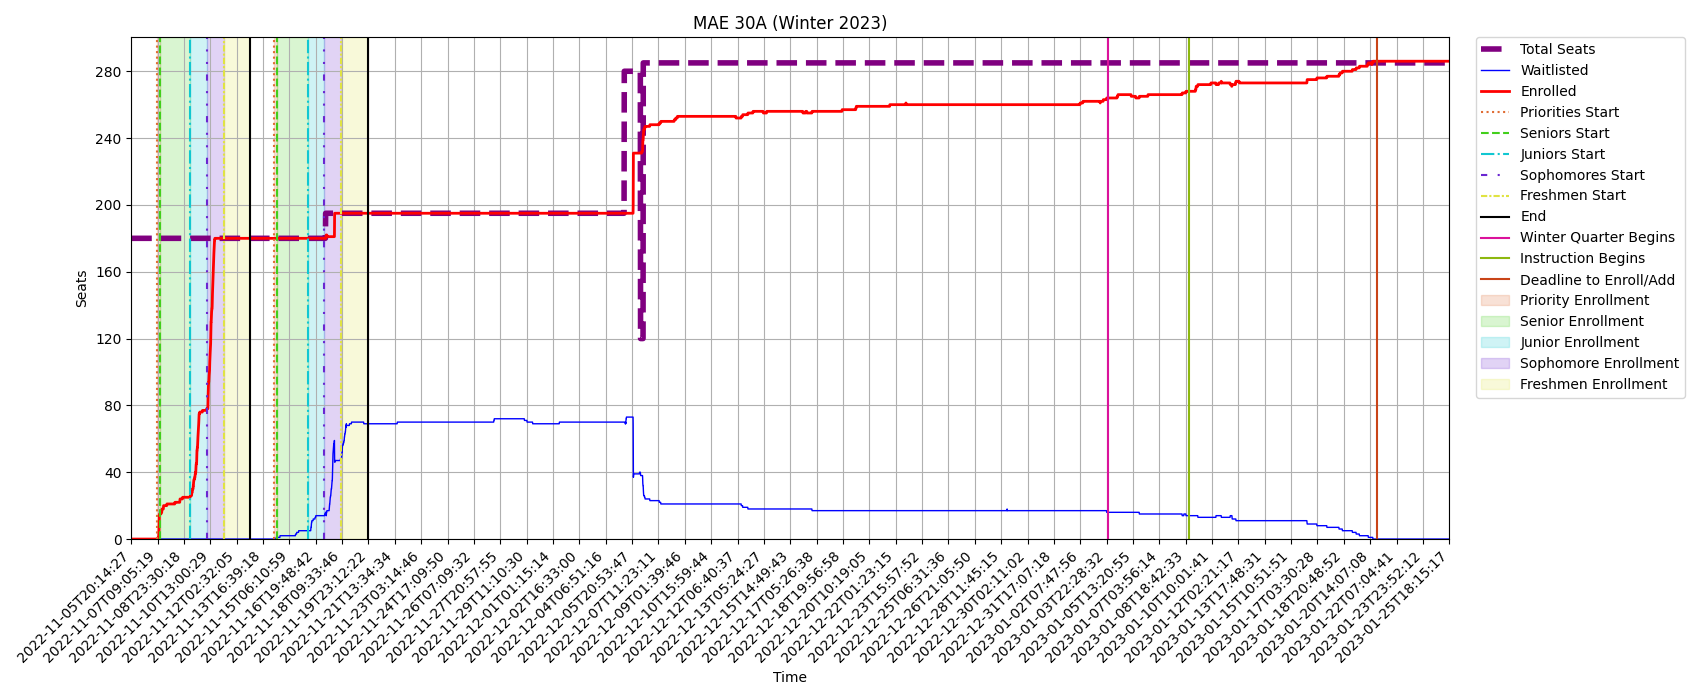 MAE 30A (Winter 2023)
Seats
280
240
200
160
120
80
40
0
2022-11-05T20:14:27
2022-11-07T09:05:19
2022-11-08T23:30:18
2022-11-10T13:00:29
2022-11-12T02:32:05
2022-11-13T16:39:18
2022-11-15T06:10:59
2022-11-16T19:48:42
2022-11-18T09:33:46
2022-11-19T23:12:22
2022-11-21T13:34:34
2022-11-23T03:14:46
2022-11-24T17:09:50
2022-11-26T07:09:32
2022-11-27T20:57:55
2022-11-29T11:10:30
2022-12-01T01:15:14
2022-12-02T16:33:00
2022-12-04T06:51:16
2022-12-05T20:53:47
2022-12-07T11:23:11
2022-12-09T01:39:46
2022-12-10T15:59:44
2022-12-12T06:40:37
2022-12-13T05:24:27
2022-12-15T14:49:43
2022-12-17T05:26:38
2022-12-18T19:56:58
2022-12-20T10:19:05
2022-12-22T01:23:15
2022-12-23T15:57:52
2022-12-25T06:31:36
2022-12-26T21:05:50
2022-12-28T11:45:15
2022-12-30T02:11:02
2022-12-31T17:07:18
2023-01-02T07:47:56
2023-01-03T22:28:32
2023-01-05T13:20:55
2023-01-07T03:56:14
2023-01-08T18:42:33
2023-01-10T10:01:41
2023-01-12T02:21:17
2023-01-13T17:48:31
2023-01-15T10:51:51
2023-01-17T03:30:28
2023-01-18T20:48:52
2023-01-20T14:07:08
2023-01-22T07:04:41
2023-01-23T23:52:12
2023-01-25T18:15:17
Time
Total Seats
Waitlisted
Enrolled
Priorities Start
Seniors Start
Juniors Start
Sophomores Start
Freshmen Start
End
Winter Quarter Begins
Instruction Begins
Deadline to Enroll/Add
Priority Enrollment
Senior Enrollment
Junior Enrollment
Sophomore Enrollment
Freshmen Enrollment